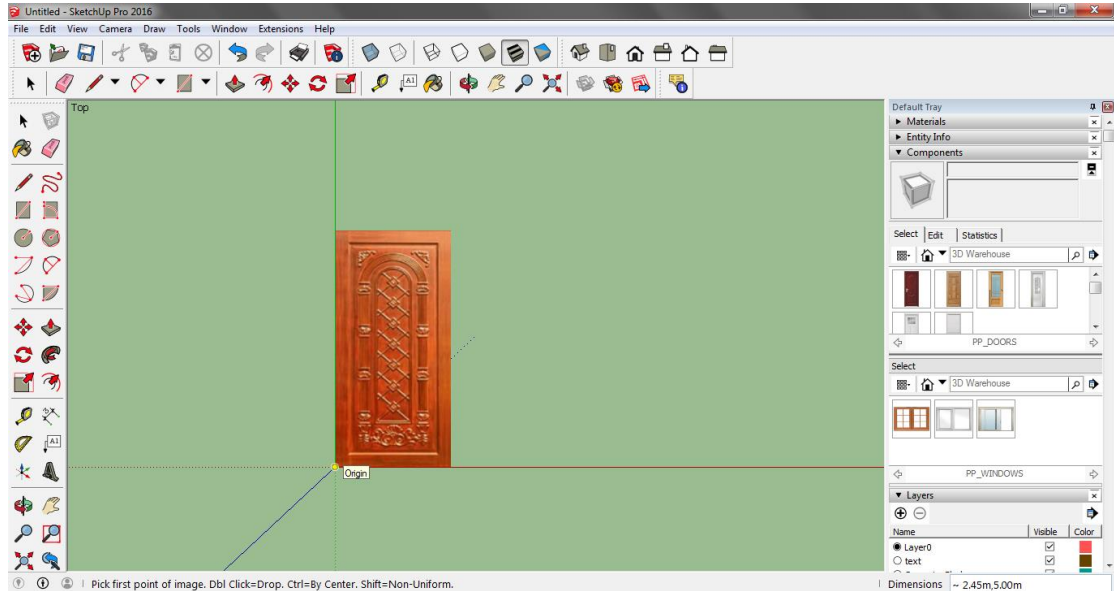 Untitled - SketchUp Pro 2016
File Edit View Camera Draw Tools Window Extensions Help
A1
Top
Default Tray
Materials
Entity Info
Components
Select Edit Statistics
3D Warehouse
PP_DOORS
Select
3D Warehouse
PP_WINDOWS
A1
Origin
Layers
Name Visible Color
Layer0
text
Pick first point of image. Dbl Click=Drop. Ctrl=By Center. Shift=Non-Uniform.
Dimensions ~ 2.45m,5.00m